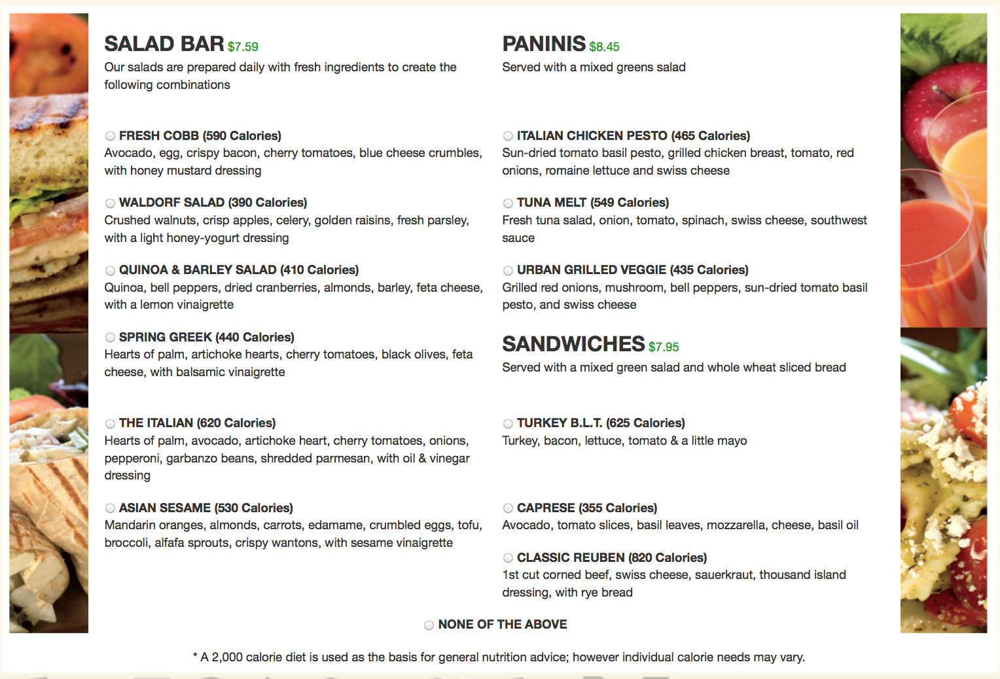 SALAD BAR $7.59
Our salads are prepared daily with fresh ingredients to create the
following combinations
FRESH COBB (590 Calories)
Avocado, egg, crispy bacon, cherry tomatoes, blue cheese crumbles,
with honey mustard dressing
WALDORF SALAD (390 Calories)
Crushed walnuts, crisp apples, celery, golden raisins, fresh parsley,
with a light honey-yogurt dressing
QUINOA & BARLEY SALAD (410 Calories)
Quinoa, bell peppers, dried cranberries, almonds, barley, feta cheese,
with a lemon vinaigrette
SPRING GREEK (440 Calories)
Hearts of palm, artichoke hearts, cherry tomatoes, black olives, feta
cheese, with balsamic vinaigrette
THE ITALIAN (620 Calories)
Hearts of palm, avocado, artichoke heart, cherry tomatoes, onions,
pepperoni, garbanzo beans, shredded parmesan, with oil & vinegar
dressing
ASIAN SESAME (530 Calories)
Mandarin oranges, almonds, carrots, edamame, crumbled eggs, tofu,
broccoli, alfafa sprouts, crispy wantons, with sesame vinaigrette
PANINIS $8.45
Served with a mixed greens salad
ITALIAN CHICKEN PESTO (465 Calories)
Sun-dried tomato basil pesto, grilled chicken breast, tomato, red
onions, romaine lettuce and swiss cheese
TUNA MELT (549 Calories)
Fresh tuna salad, onion, tomato, spinach, swiss cheese, southwest
sauce
URBAN GRILLED VEGGIE (435 Calories)
Grilled red onions, mushroom, bell peppers, sun-dried tomato basil
pesto, and swiss cheese
SANDWICHES $7.95
Served with a mixed green salad and whole wheat sliced bread
TURKEY B.L.T. (625 Calories)
Turkey, bacon, lettuce, tomato & a little mayo
CAPRESE (355 Calories)
Avocado, tomato slices, basil leaves, mozzarella, cheese, basil oil
CLASSIC REUBEN (820 Calories)
1st cut corned beef, swiss cheese, sauerkraut, thousand island
dressing, with rye bread
NONE OF THE ABOVE
* A 2,000 calorie diet is used as the basis for general nutrition advice; however individual calorie needs may vary.